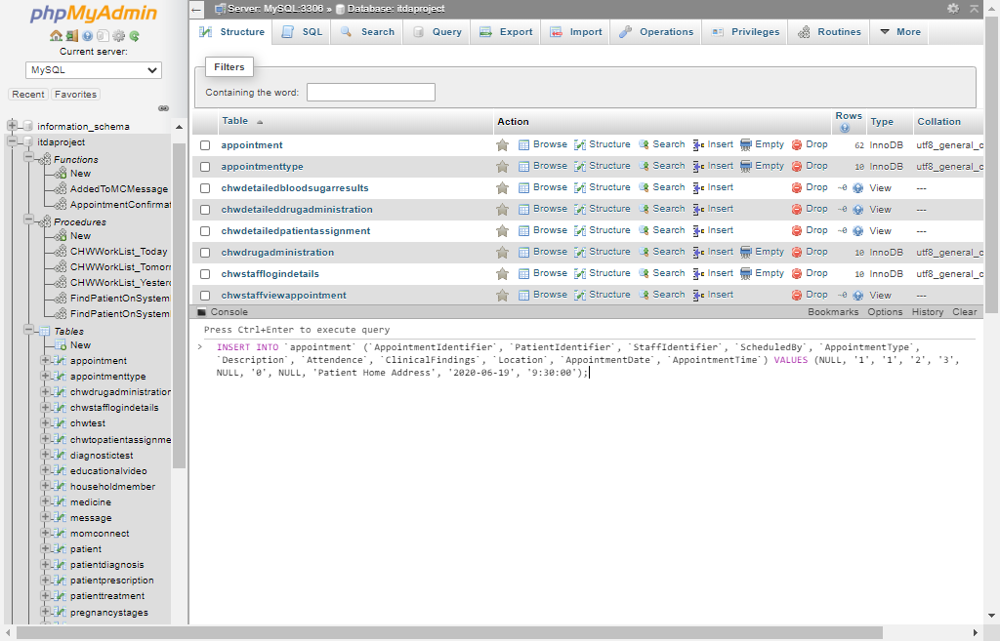 phpMyAdmin
Current server:
MySQL
Recent Favorites
information_schema
itdaproject
Functions
New
AddedToMCMessage
AppointmentConfirmat
Procedures
New
CHWWorkList_Today
CHWWorkList_Tomorr
CHWWorkList_Yesterd
FindPatientOnSystem
FindPatientOnSystem
Tables
New
appointment
appointmenttype
chwdrugadministration
chwstafflogindetails
chwtest
chwtopatientassignme
diagnostictest
educationalvideo
householdmember
medicine
message
momconnect
patient
patientdiagnosis
patientprescription
patienttreatment
pregnancystages
Server: MySQL:3306 » Database: itdaproject
Structure SQL Search Query Export Import Operations Privileges Routines More
Filters
Containing the word:
Table Action Rows Type Collation
appointment Browse Structure Search Insert Empty Drop 62 InnoDB utf8_general_c
appointmenttype Browse Structure Search Insert Empty Drop 10 InnoDB utf8_general_c
chwdetailedbloodsugarresults Browse Structure Search Insert Drop ~0 View ---
chwdetaileddrugadministration Browse Structure Search Insert Drop ~0 View ---
chwdetailedpatientassignment Browse Structure Search Insert Drop ~0 View ---
chwdrugadministration Browse Structure Search Insert Empty Drop 10 InnoDB utf8_general_c
chwstafflogindetails Browse Structure Search Insert Empty Drop 10 InnoDB utf8_general_c
chwstaffviewappointment Browse Structure Search Insert Drop ~0 View ---
Console Bookmarks Options History Clear
Press Ctrl+Enter to execute query
> INSERT INTO `appointment` (`AppointmentIdentifier`, `PatientIdentifier`, `StaffIdentifier`, `ScheduledBy`, `AppointmentType`,
`Description`, `Attendence`, `ClinicalFindings`, `Location`, `AppointmentDate`, `AppointmentTime`) VALUES (NULL, '1', '1', '2', '3',
NULL, '0', NULL, 'Patient Home Address', '2020-06-19', '9:30:00');